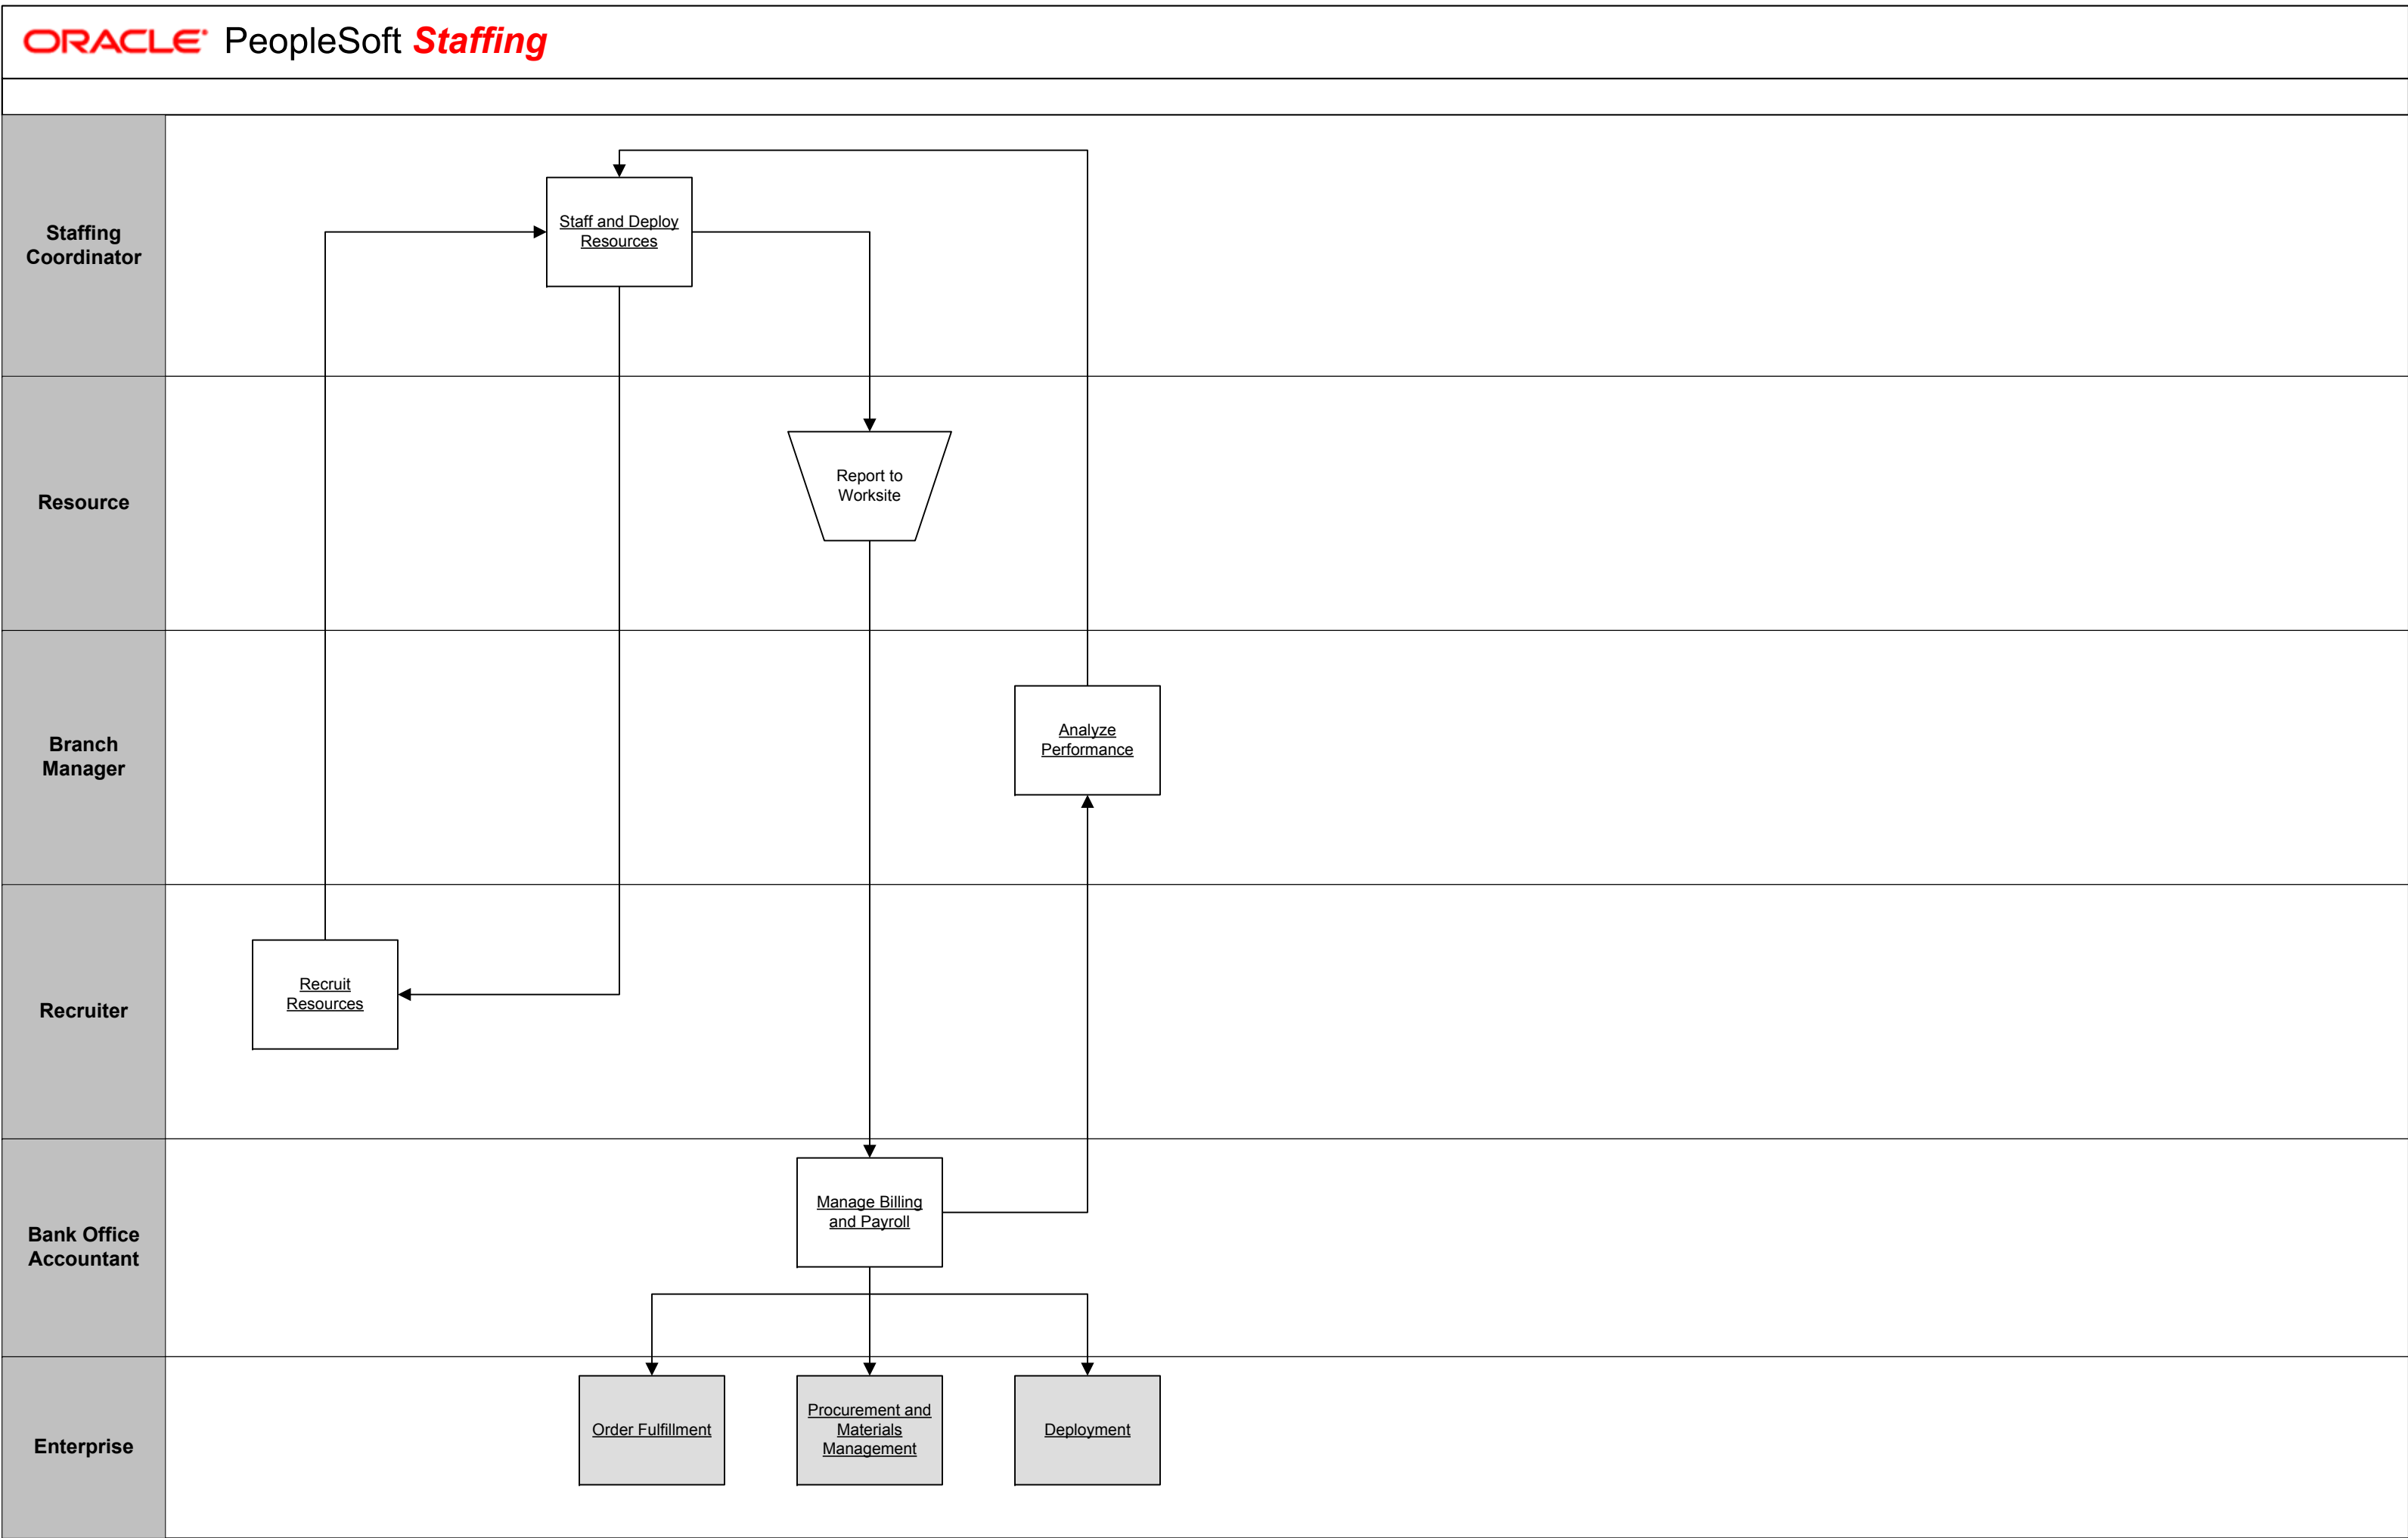 ORACLE® PeopleSoft Staffing
Staffing
Coordinator
Staff and Deploy
Resources
Resource
Report to
Worksite
Branch
Manager
Analyze
Performance
Recruiter
Recruit
Resources
Bank Office
Accountant
Manage Billing
and Payroll
Enterprise
Order Fulfillment
Procurement and
Materials
Management
Deployment